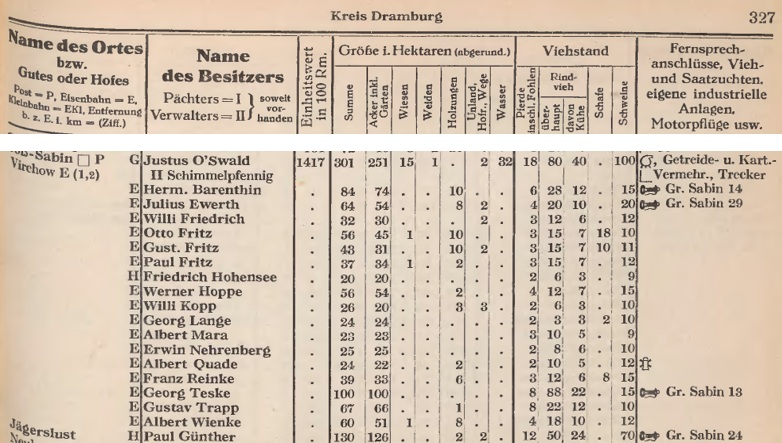 Kreis Dramburg 327
Name des Ortes
bzw.
Gutes oder Hofes
Post = P, Eisenbahn = E,
Kleinbahn = EKl, Entfernung
b. z. E. i. km = (Ziff.)
Name
des Besitzers
Pächters = I } soweit vor-
Verwalters = II } handen
Einheitswert in 100 Rm.
Größe i. Hektaren (abgerund.)
Summe
Acker inkl. Gärten
Wiesen
Weiden
Holzungen
Unland, Hofr., Wege
Wasser
Viehstand
Pferde einschl. Fohlen
Rind-
vieh
über-
haupt
davon
Kühe
Schafe
Schweine
Fernsprech-
anschlüsse, Vieh-
und Saatzuchten.
eigene industrielle
Anlagen.
Motorpflüge usw.
-Sabin □ P G Justus O'Swald 1417 301 251 15 1 . 2 32 18 80 40 . 100 Getreide- u. Kart.-
Virchow E (1,2) II Schimmelpfennig Vermehr., Trecker
E Herm. Barenthin . 84 74 . . 10 . . 6 28 12 . 15 Gr. Sabin 14
E Julius Ewerth . 64 54 . . 8 2 . 4 20 10 . 20 Gr. Sabin 29
E Willi Friedrich . 32 30 . . . 2 . 3 12 6 . 12
E Otto Fritz . 56 45 1 . 10 . . 3 15 7 18 10
E Gust. Fritz . 43 31 . . 10 2 . 3 15 7 10 11
E Paul Fritz . 37 34 1 . 2 . . 3 15 7 . 12
H Friedrich Hohensee . 20 20 . . . . . 2 6 3 . 9
E Werner Hoppe . 56 54 . . 2 . . 4 12 7 . 15
E Willi Kopp . 26 20 . . 3 3 . 2 6 3 . 10
E Georg Lange . 24 24 . . . . . 2 3 3 2 10
E Albert Mara . 23 23 . . . . . 3 10 5 . 9
E Erwin Nehrenberg . 25 25 . . . . . 2 8 6 . 10
E Albert Quade . 24 22 . . 2 . . 2 10 5 . 12
E Franz Reinke . 39 33 . . 6 . . 3 12 6 8 15
E Georg Teske . 100 100 . . . . . 8 88 22 . 15 Gr. Sabin 13
E Gustav Trapp . 67 66 . . 1 . . 8 22 12 . 10
E Albert Wienke . 60 51 1 . 8 . . 4 18 10 . 12
Jägerslust H Paul Günther . 130 126 . . 2 2 . 12 50 24 . 70 Gr. Sabin 24